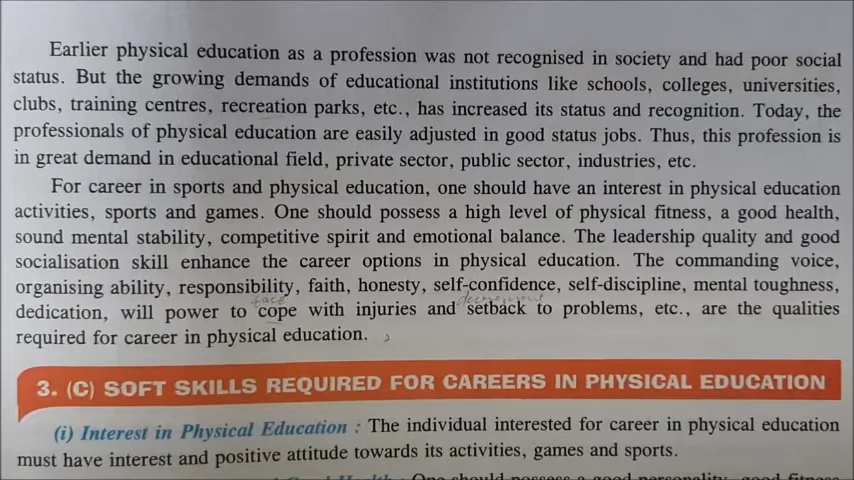 Earlier physical education as a profession was not recognised in society and had poor social
status. But the growing demands of educational institutions like schools, colleges, universities,
clubs, training centres, recreation parks, etc., has increased its status and recognition. Today, the
professionals of physical education are easily adjusted in good status jobs. Thus, this profession is
in great demand in educational field, private sector, public sector, industries, etc.
For career in sports and physical education, one should have an interest in physical education
activities, sports and games. One should possess a high level of physical fitness, a good health,
sound mental stability, competitive spirit and emotional balance. The leadership quality and good
socialisation skill enhance the career options in physical education. The commanding voice,
organising ability, responsibility, faith, honesty, self-confidence, self-discipline, mental toughness,
face
dedication, will power to cope with injuries and setback to problems, etc., are the qualities
required for career in physical education.
3. (C) SOFT SKILLS REQUIRED FOR CAREERS IN PHYSICAL EDUCATION
(i) Interest in Physical Education : The individual interested for career in physical education
must have interest and positive attitude towards its activities, games and sports.